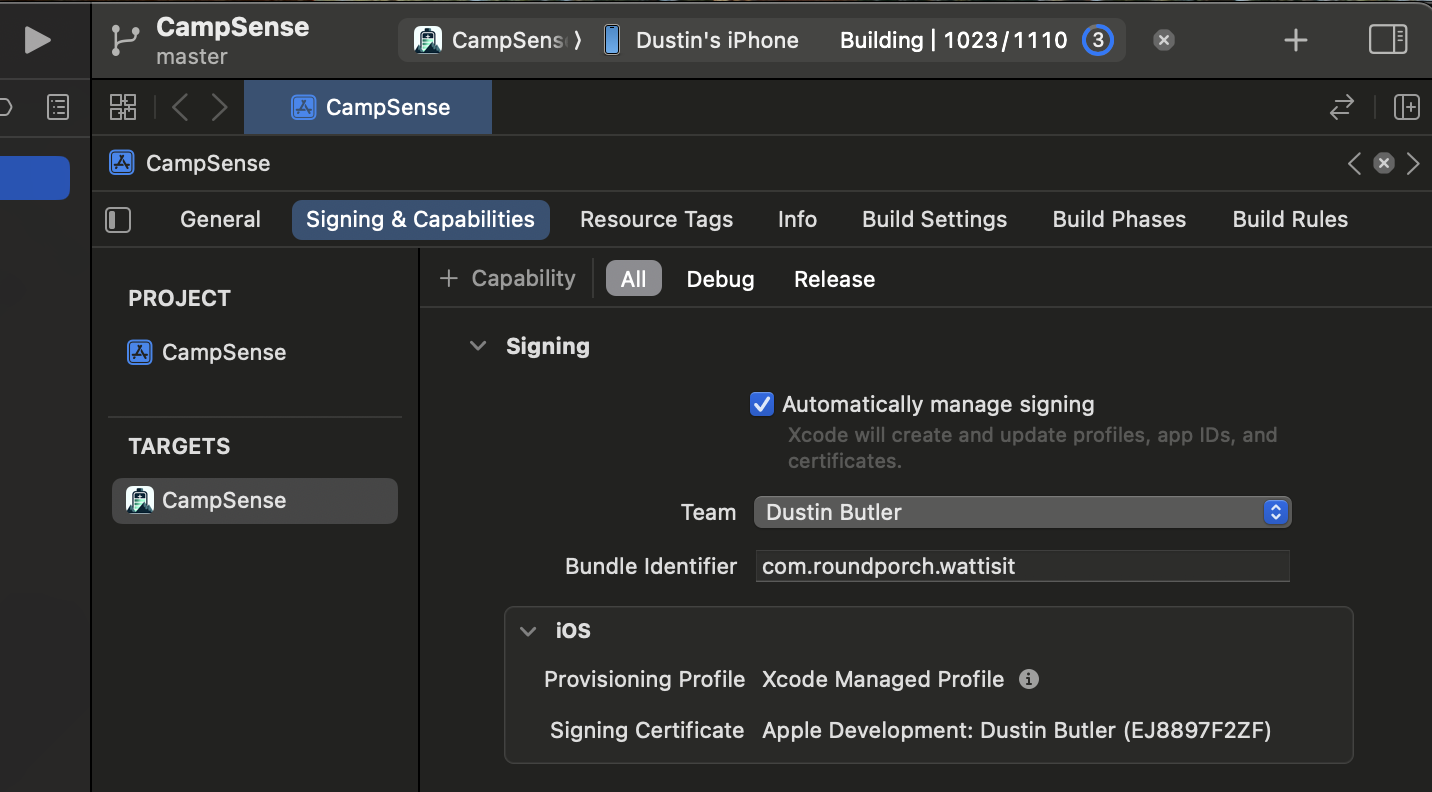 CampSense
master
CampSens
Dustin's iPhone
Building | 1023/1110
3
CampSense
CampSense
General
Signing & Capabilities
Resource Tags
Info
Build Settings
Build Phases
Build Rules
PROJECT
CampSense
TARGETS
CampSense
+ Capability
All
Debug
Release
Signing
Automatically manage signing
Xcode will create and update profiles, app IDs, and
certificates.
Team Dustin Butler
Bundle Identifier com.roundporch.wattisit
iOS
Provisioning Profile Xcode Managed Profile
Signing Certificate Apple Development: Dustin Butler (EJ8897F2ZF)